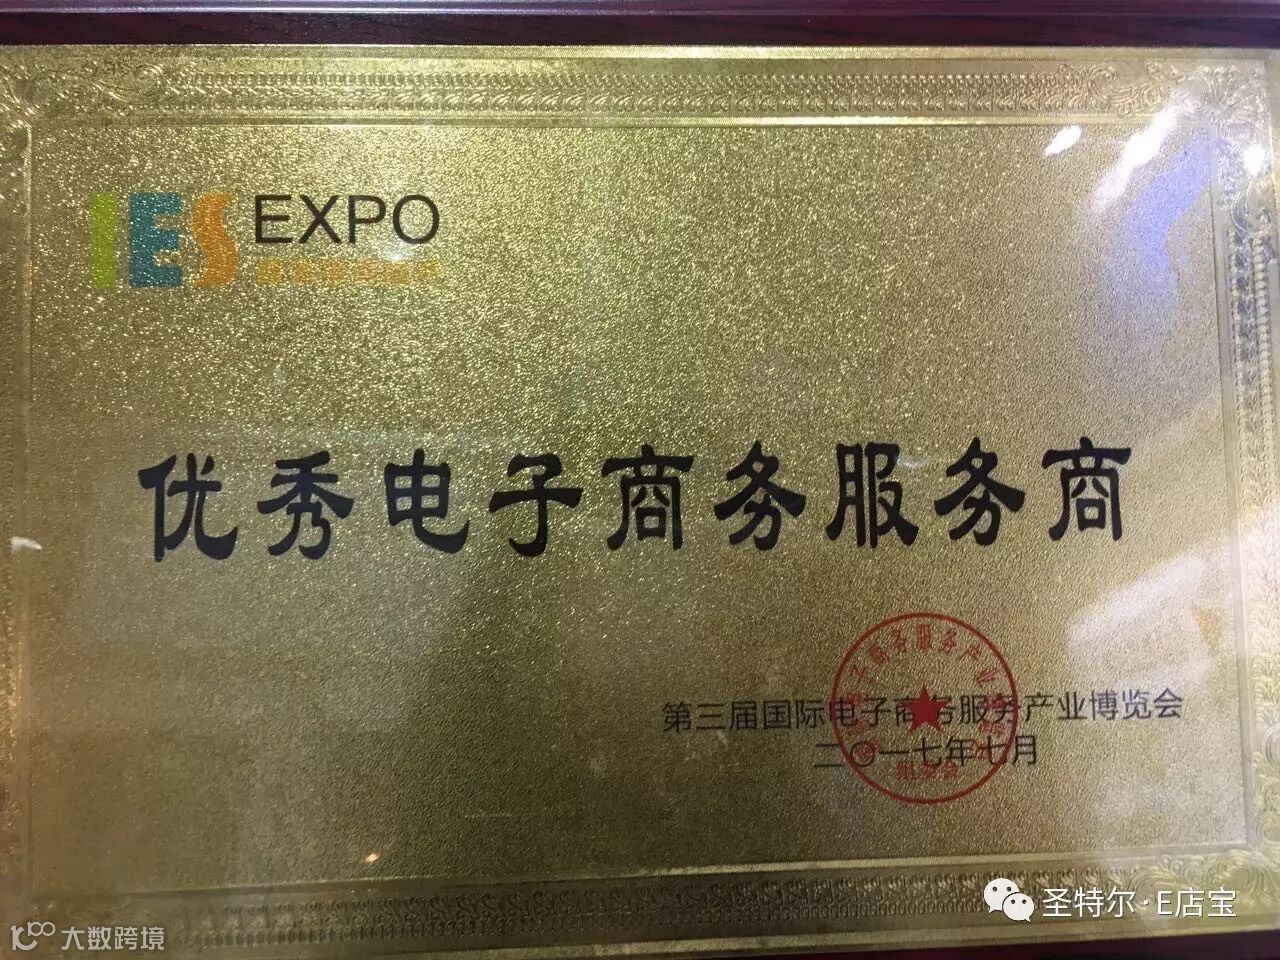 IES EXPO
优秀电子商务服务商
第三届国际电子商务服务产业博览会
二〇一七年七月
圣特尔·E店宝
大数跨境